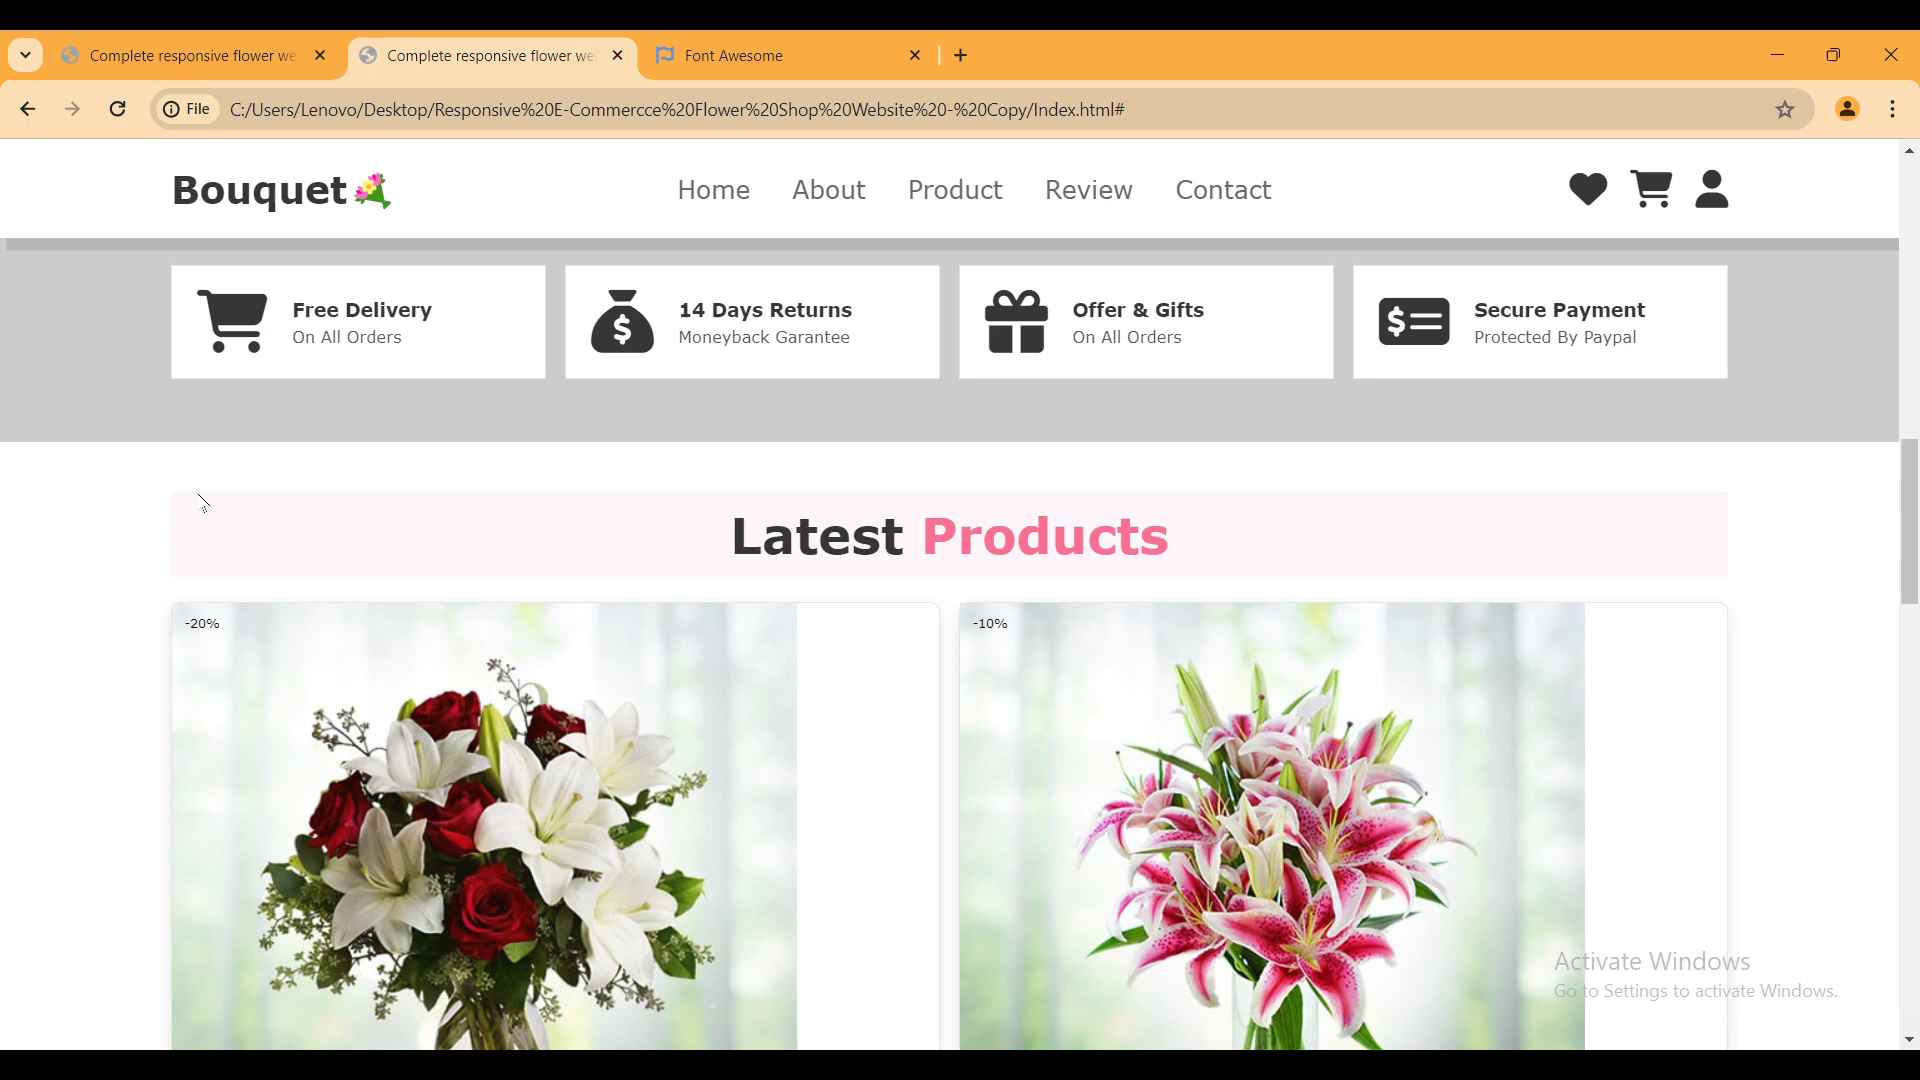 Complete responsive flower we
Complete responsive flower we
Font Awesome
File
C:/Users/Lenovo/Desktop/Responsive%20E-Commercce%20Flower%20Shop%20Website%20-%20Copy/Index.html#
Bouquet
Home
About
Product
Review
Contact
Free Delivery
On All Orders
14 Days Returns
Moneyback Garantee
Offer & Gifts
On All Orders
Secure Payment
Protected By Paypal
Latest Products
-20%
-10%
Activate Windows
Go to Settings to activate Windows.